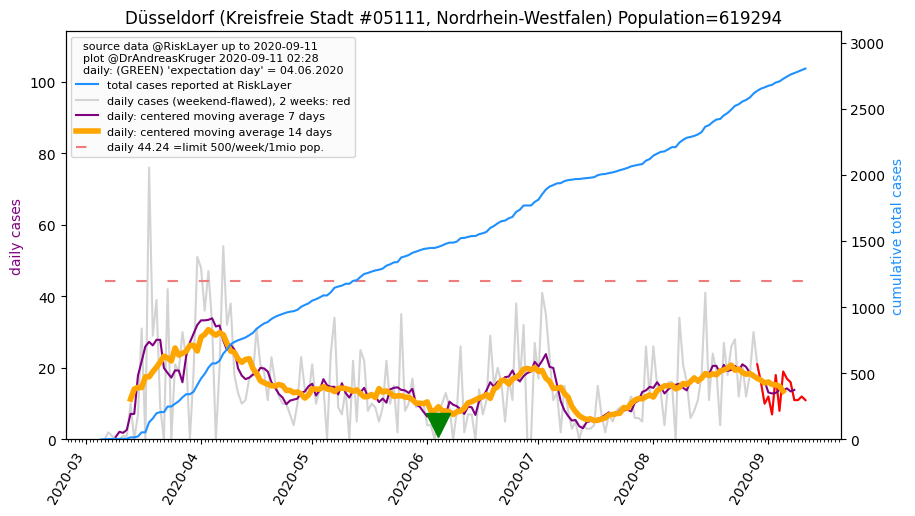 Düsseldorf (Kreisfreie Stadt #05111, Nordrhein-Westfalen) Population=619294
source data @RiskLayer up to 2020-09-11
plot @DrAndreasKruger 2020-09-11 02:28
daily: (GREEN) 'expectation day' = 04.06.2020
total cases reported at RiskLayer
daily cases (weekend-flawed), 2 weeks: red
daily: centered moving average 7 days
daily: centered moving average 14 days
daily 44.24 =limit 500/week/1mio pop.
daily cases
100
80
60
40
20
0
cumulative total cases
3000
2500
2000
1500
1000
500
0
2020-03
2020-04
2020-05
2020-06
2020-07
2020-08
2020-09